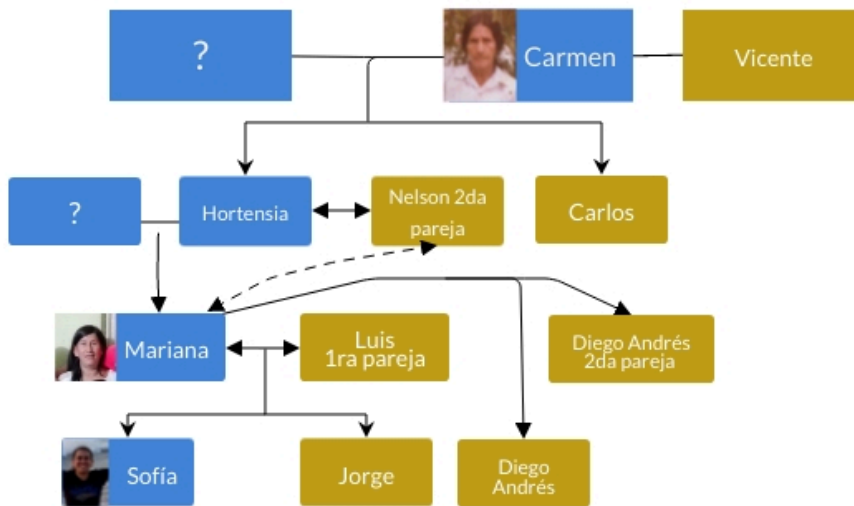 ?
Carmen
Vicente
?
Hortensia
Nelson 2da
pareja
Carlos
Mariana
Luis
1ra pareja
Diego Andrés
2da pareja
Sofía
Jorge
Diego
Andrés